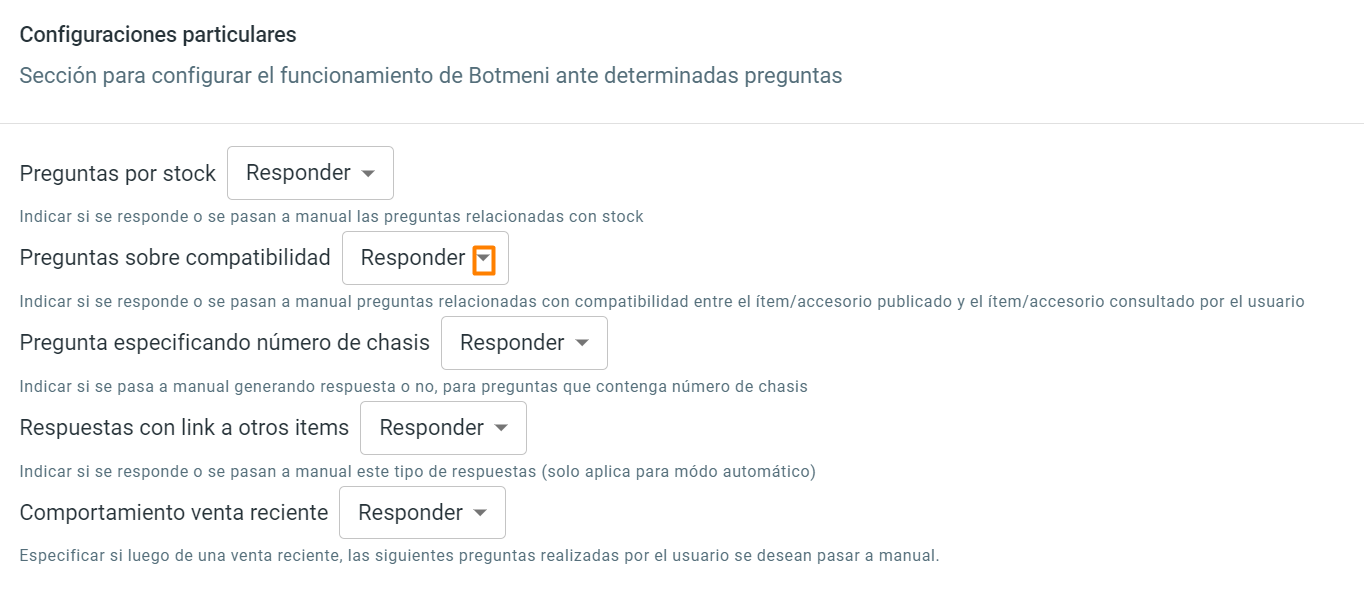 Configuraciones particulares
Sección para configurar el funcionamiento de Botmeni ante determinadas preguntas
Preguntas por stock Responder
Indicar si se responde o se pasan a manual las preguntas relacionadas con stock
Preguntas sobre compatibilidad Responder
Indicar si se responde o se pasan a manual preguntas relacionadas con compatibilidad entre el ítem/accesorio publicado y el ítem/accesorio consultado por el usuario
Pregunta especificando número de chasis Responder
Indicar si se pasa a manual generando respuesta o no, para preguntas que contenga número de chasis
Respuestas con link a otros items Responder
Indicar si se responde o se pasan a manual este tipo de respuestas (solo aplica para módo automático)
Comportamiento venta reciente Responder
Especificar si luego de una venta reciente, las siguientes preguntas realizadas por el usuario se desean pasar a manual.